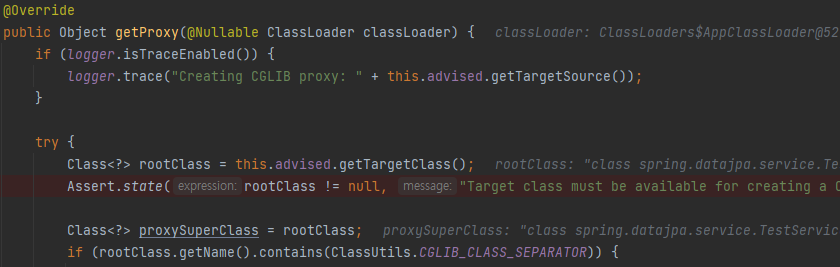 @Override
public Object getProxy(@Nullable ClassLoader classLoader) { classLoader: ClassLoaders$AppClassLoader@52
if (logger.isTraceEnabled()) {
logger.trace("Creating CGLIB proxy: " + this.advised.getTargetSource());
}
try {
Class<?> rootClass = this.advised.getTargetClass(); rootClass: "class spring.datajpa.service.Tes
Assert.state( expression: rootClass != null, message: "Target class must be available for creating a C
Class<?> proxySuperClass = rootClass; proxySuperClass: "class spring.datajpa.service.TestServic
if (rootClass.getName().contains(ClassUtils.CGLIB_CLASS_SEPARATOR)) {